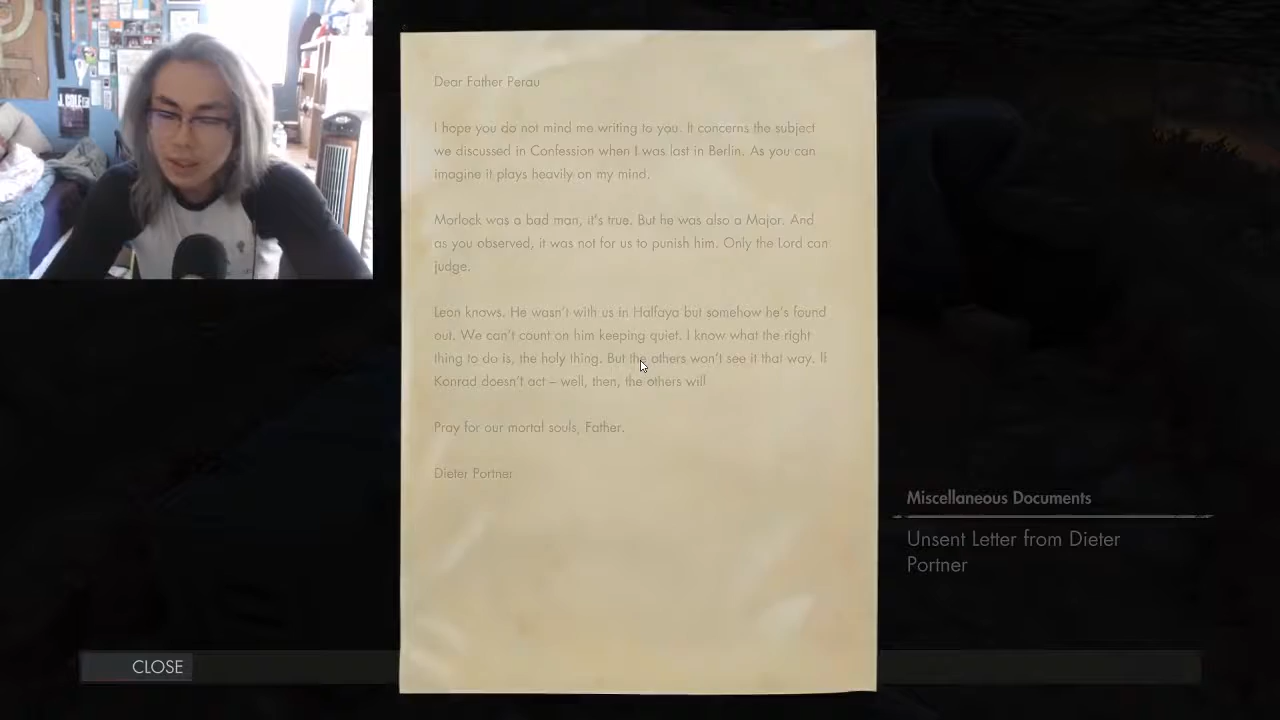 J. COLE
Dear Father Perau
I hope you do not mind me writing to you. It concerns the subject
we discussed in Confession when I was last in Berlin. As you can
imagine it plays heavily on my mind.
Morlock was a bad man, it's true. But he was also a Major. And
as you observed, it was not for us to punish him. Only the Lord can
judge.
Leon knows. He wasn't with us in Halfaya but somehow he's found
out. We can't count on him keeping quiet. I know what the right
thing to do is, the holy thing. But the others won't see it that way. If
Konrad doesn't act – well, then, the others will
Pray for our mortal souls, Father.
Dieter Portner
Miscellaneous Documents
Unsent Letter from Dieter
Portner
CLOSE